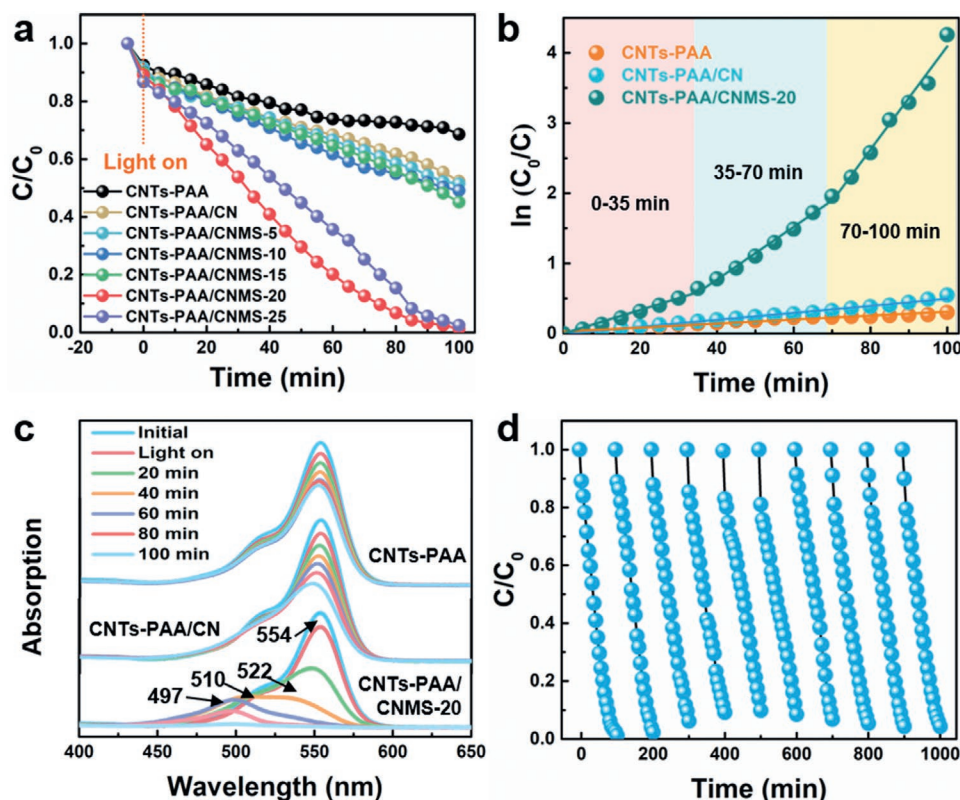 a
C/C0
1.0
0.8
0.6
0.4
0.2
0.0
Light on
CNTs-PAA
CNTs-PAA/CN
CNTs-PAA/CNMS-5
CNTs-PAA/CNMS-10
CNTs-PAA/CNMS-15
CNTs-PAA/CNMS-20
CNTs-PAA/CNMS-25
-20 0 20 40 60 80 100
Time (min)
b
ln (C0/C)
4
3
2
1
0
CNTs-PAA
CNTs-PAA/CN
CNTs-PAA/CNMS-20
0-35 min
35-70 min
70-100 min
0 20 40 60 80 100
Time (min)
c
Absorption
Initial
Light on
20 min
40 min
60 min
80 min
100 min
CNTs-PAA
CNTs-PAA/CN
554
522
510
497
CNTs-PAA/
CNMS-20
400 450 500 550 600 650
Wavelength (nm)
d
C/C0
1.0
0.8
0.6
0.4
0.2
0.0
0 200 400 600 800 1000
Time (min)